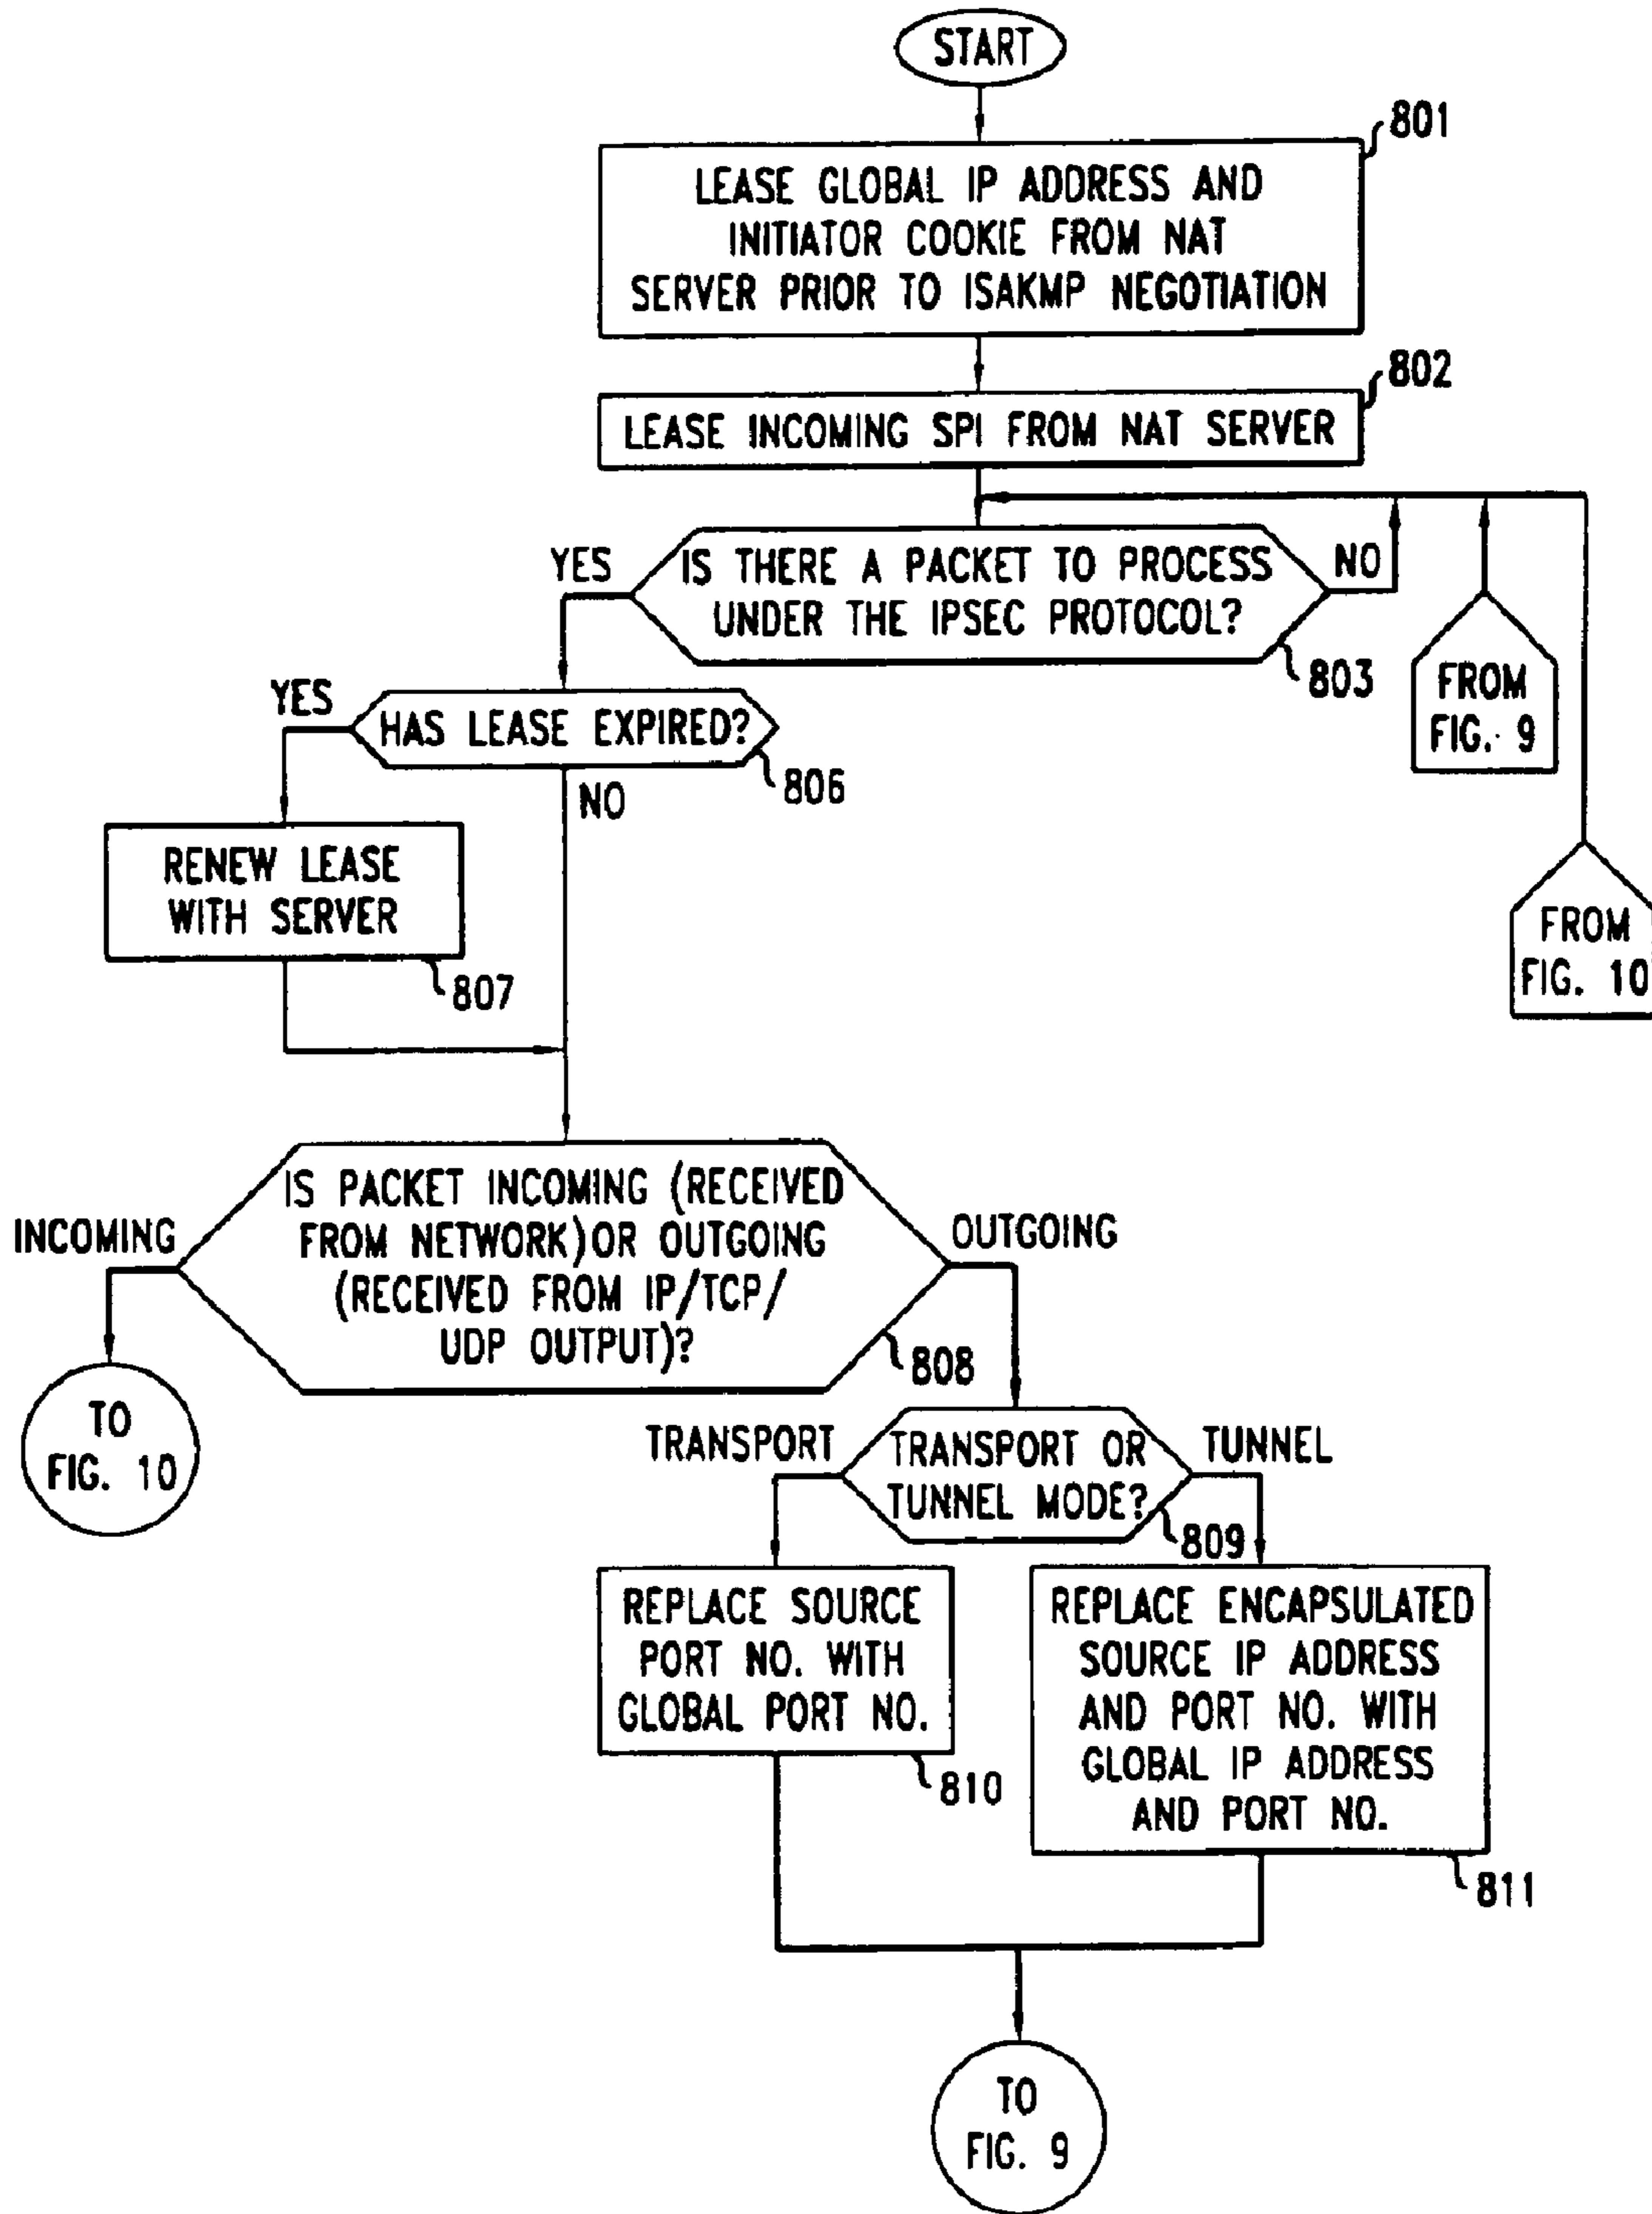 START
801
LEASE GLOBAL IP ADDRESS AND
INITIATOR COOKIE FROM NAT
SERVER PRIOR TO ISAKMP NEGOTIATION
802
LEASE INCOMING SPI FROM NAT SERVER
YES
IS THERE A PACKET TO PROCESS
UNDER THE IPSEC PROTOCOL?
NO
803
FROM
FIG. 9
YES
HAS LEASE EXPIRED?
806
NO
RENEW LEASE
WITH SERVER
807
FROM
FIG. 10
INCOMING
IS PACKET INCOMING (RECEIVED
FROM NETWORK)OR OUTGOING
(RECEIVED FROM IP/TCP/
UDP OUTPUT)?
OUTGOING
808
TO
FIG. 10
TRANSPORT
TRANSPORT OR
TUNNEL MODE?
TUNNEL
809
REPLACE SOURCE
PORT NO. WITH
GLOBAL PORT NO.
810
REPLACE ENCAPSULATED
SOURCE IP ADDRESS
AND PORT NO. WITH
GLOBAL IP ADDRESS
AND PORT NO.
811
TO
FIG. 9